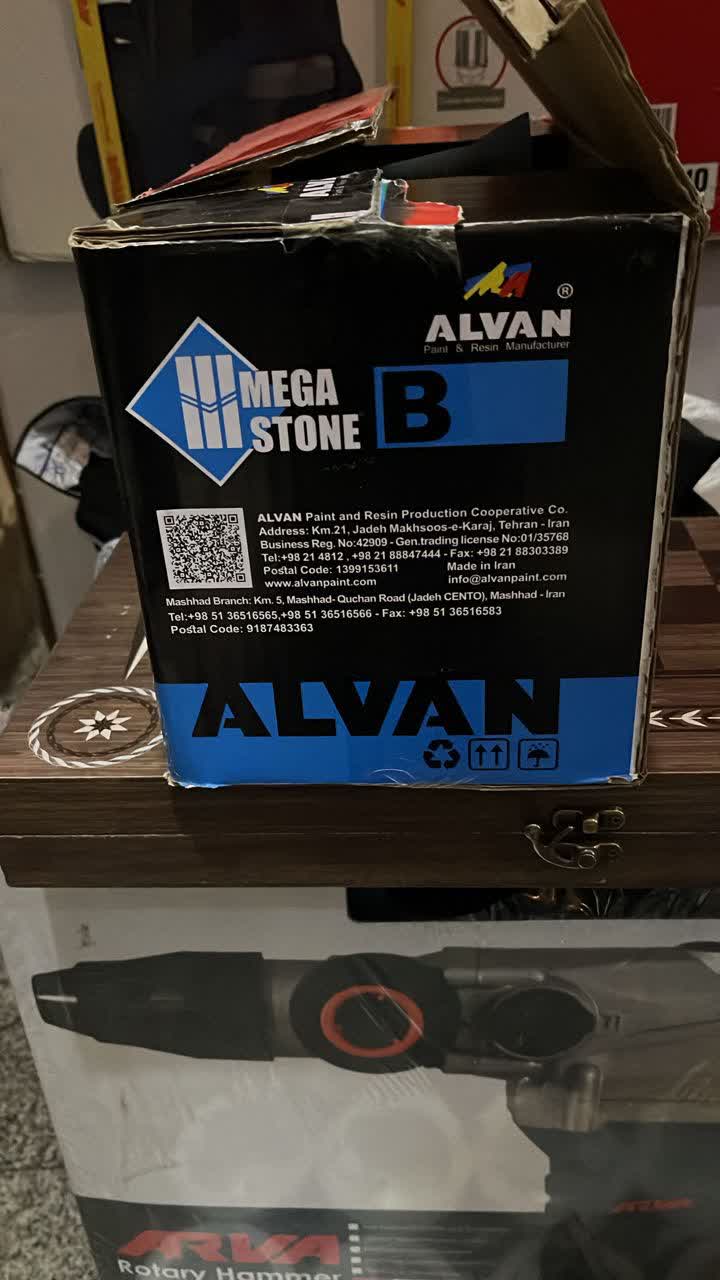 ALVAN
®
ALVAN
Paint & Resin Manufacturer
MEGA
STONE
B
ALVAN Paint and Resin Production Cooperative Co.
Address: Km.21, Jadeh Makhsoos-e-Karaj, Tehran - Iran
Business Reg. No:42909 - Gen.trading license No:01/35768
Tel:+98 21 4812 , +98 21 88847444 - Fax: +98 21 88303389
Postal Code: 1399153611 Made in Iran
www.alvanpaint.com info@alvanpaint.com
Mashhad Branch: Km. 5, Mashhad- Quchan Road (Jadeh CENTO), Mashhad - Iran
Tel:+98 51 36516565,+98 51 36516566 - Fax: +98 51 36516583
Postal Code: 9187483363
ALVAN
ARVA
ARVA
Rotary Hammer